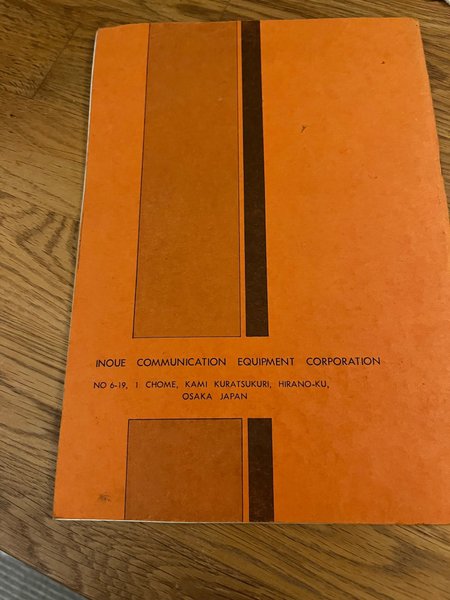 INOUE COMMUNICATION EQUIPMENT CORPORATION
NO 6-19, 1 CHOME, KAMI KURATSUKURI, HIRANO-KU,
OSAKA JAPAN